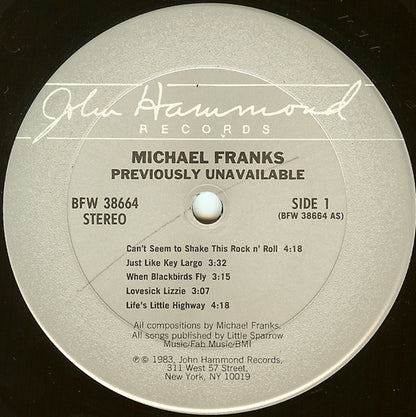 John Hammond
RECORDS
MICHAEL FRANKS
PREVIOUSLY UNAVAILABLE
BFW 38664
STEREO
SIDE 1
(BFW 38664 AS)
Can't Seem to Shake This Rock n' Roll 4:18
Just Like Key Largo 3:32
When Blackbirds Fly 3:15
Lovesick Lizzie 3:07
Life's Little Highway 4:18
All compositions by Michael Franks.
All songs published by Little Sparrow
Music/Fab Music/BMI
℗ © 1983, John Hammond Records,
311 West 57 Street,
New York, NY 10019